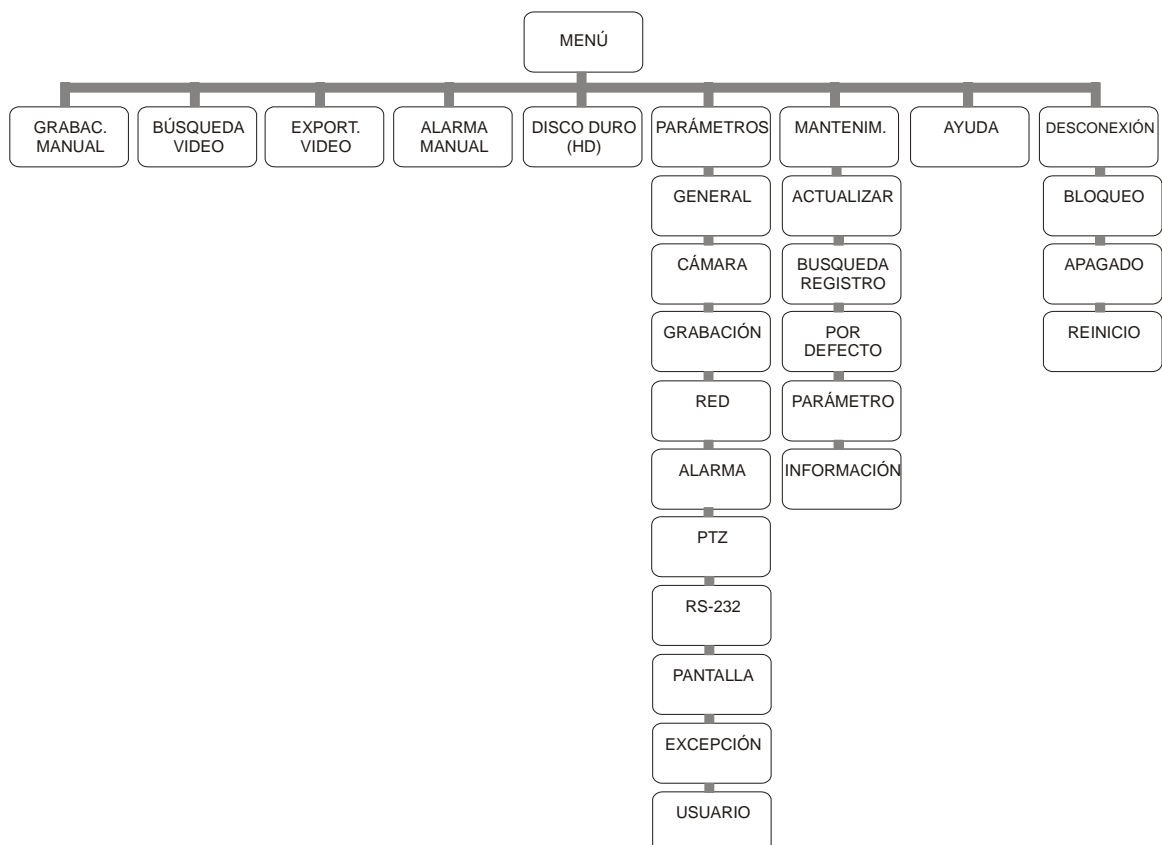 MENÚ
GRABAC.
MANUAL
BÚSQUEDA
VIDEO
EXPORT.
VIDEO
ALARMA
MANUAL
DISCO DURO
(HD)
PARÁMETROS
MANTENIM.
AYUDA
DESCONEXIÓN
GENERAL
CÁMARA
GRABACIÓN
RED
ALARMA
PTZ
RS-232
PANTALLA
EXCEPCIÓN
USUARIO
ACTUALIZAR
BUSQUEDA
REGISTRO
POR
DEFECTO
PARÁMETRO
INFORMACIÓN
BLOQUEO
APAGADO
REINICIO